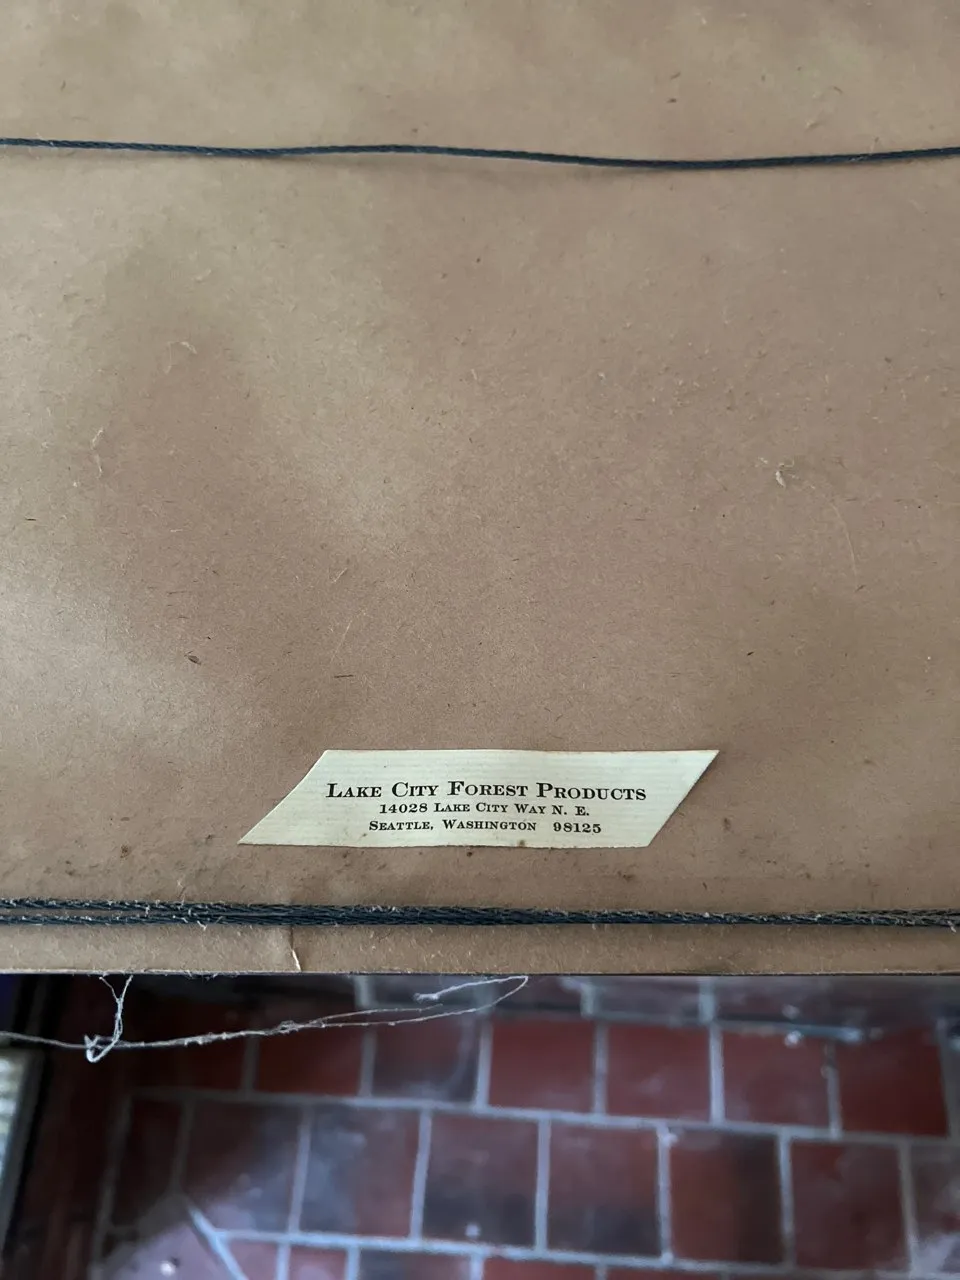 Lake City Forest Products
14028 Lake City Way N. E.
Seattle, Washington 98125